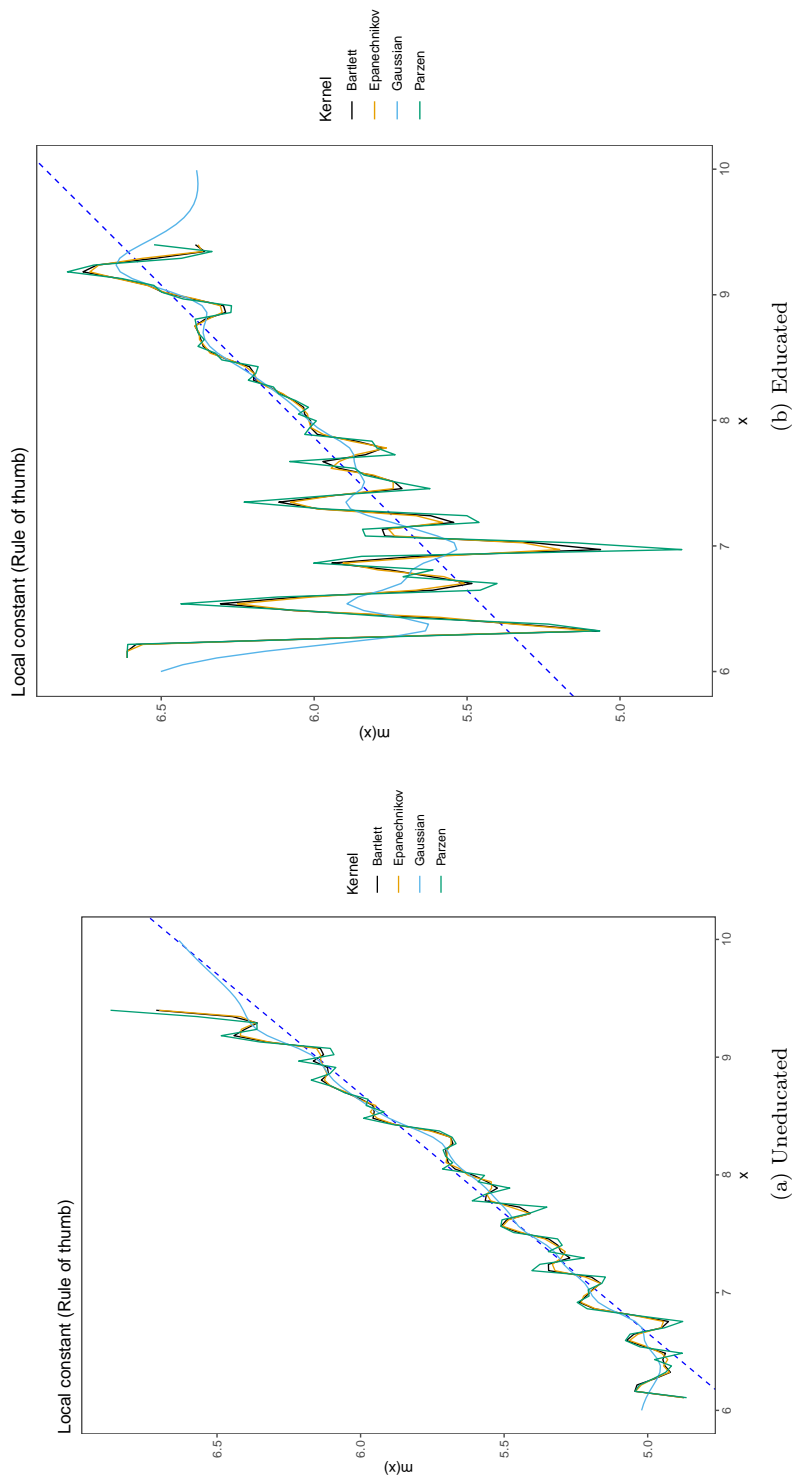 Local constant (Rule of thumb)
m(x)
6.5
6.0
5.5
5.0
6
7
8
9
10
x
Kernel
Bartlett
Epanechnikov
Gaussian
Parzen
(a) Uneducated
Local constant (Rule of thumb)
m(x)
6.5
6.0
5.5
5.0
6
7
8
9
10
x
Kernel
Bartlett
Epanechnikov
Gaussian
Parzen
(b) Educated